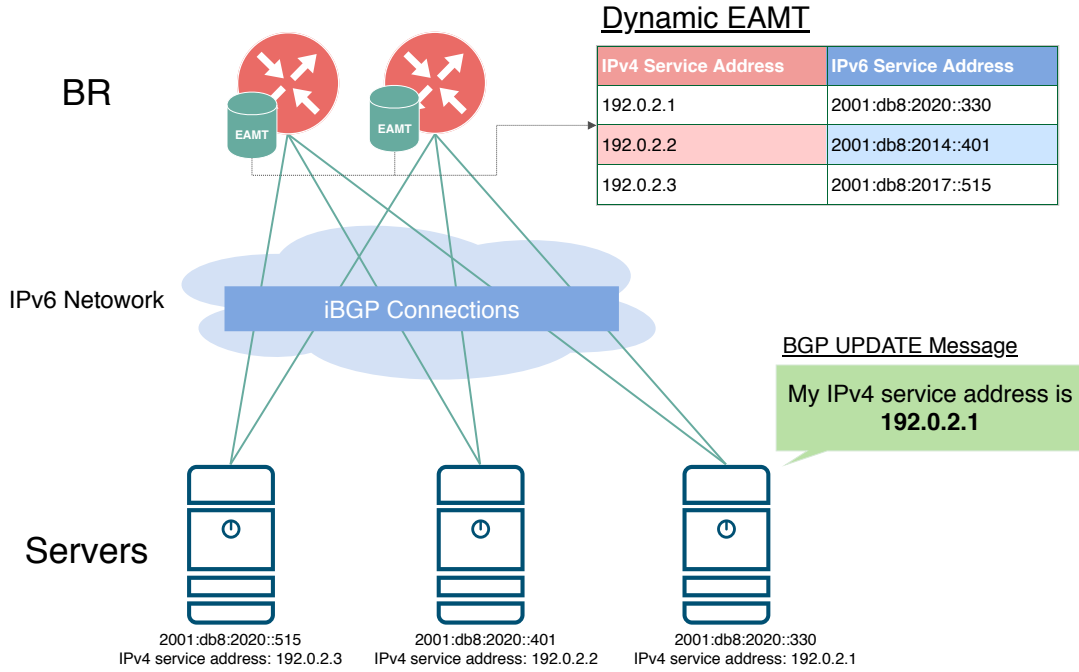 Dynamic EAMT
BR
EAMT
EAMT
IPv4 Service Address IPv6 Service Address
192.0.2.1 2001:db8:2020::330
192.0.2.2 2001:db8:2014::401
192.0.2.3 2001:db8:2017::515
IPv6 Netowork
iBGP Connections
BGP UPDATE Message
My IPv4 service address is
192.0.2.1
Servers
2001:db8:2020::515
IPv4 service address: 192.0.2.3
2001:db8:2020::401
IPv4 service address: 192.0.2.2
2001:db8:2020::330
IPv4 service address: 192.0.2.1